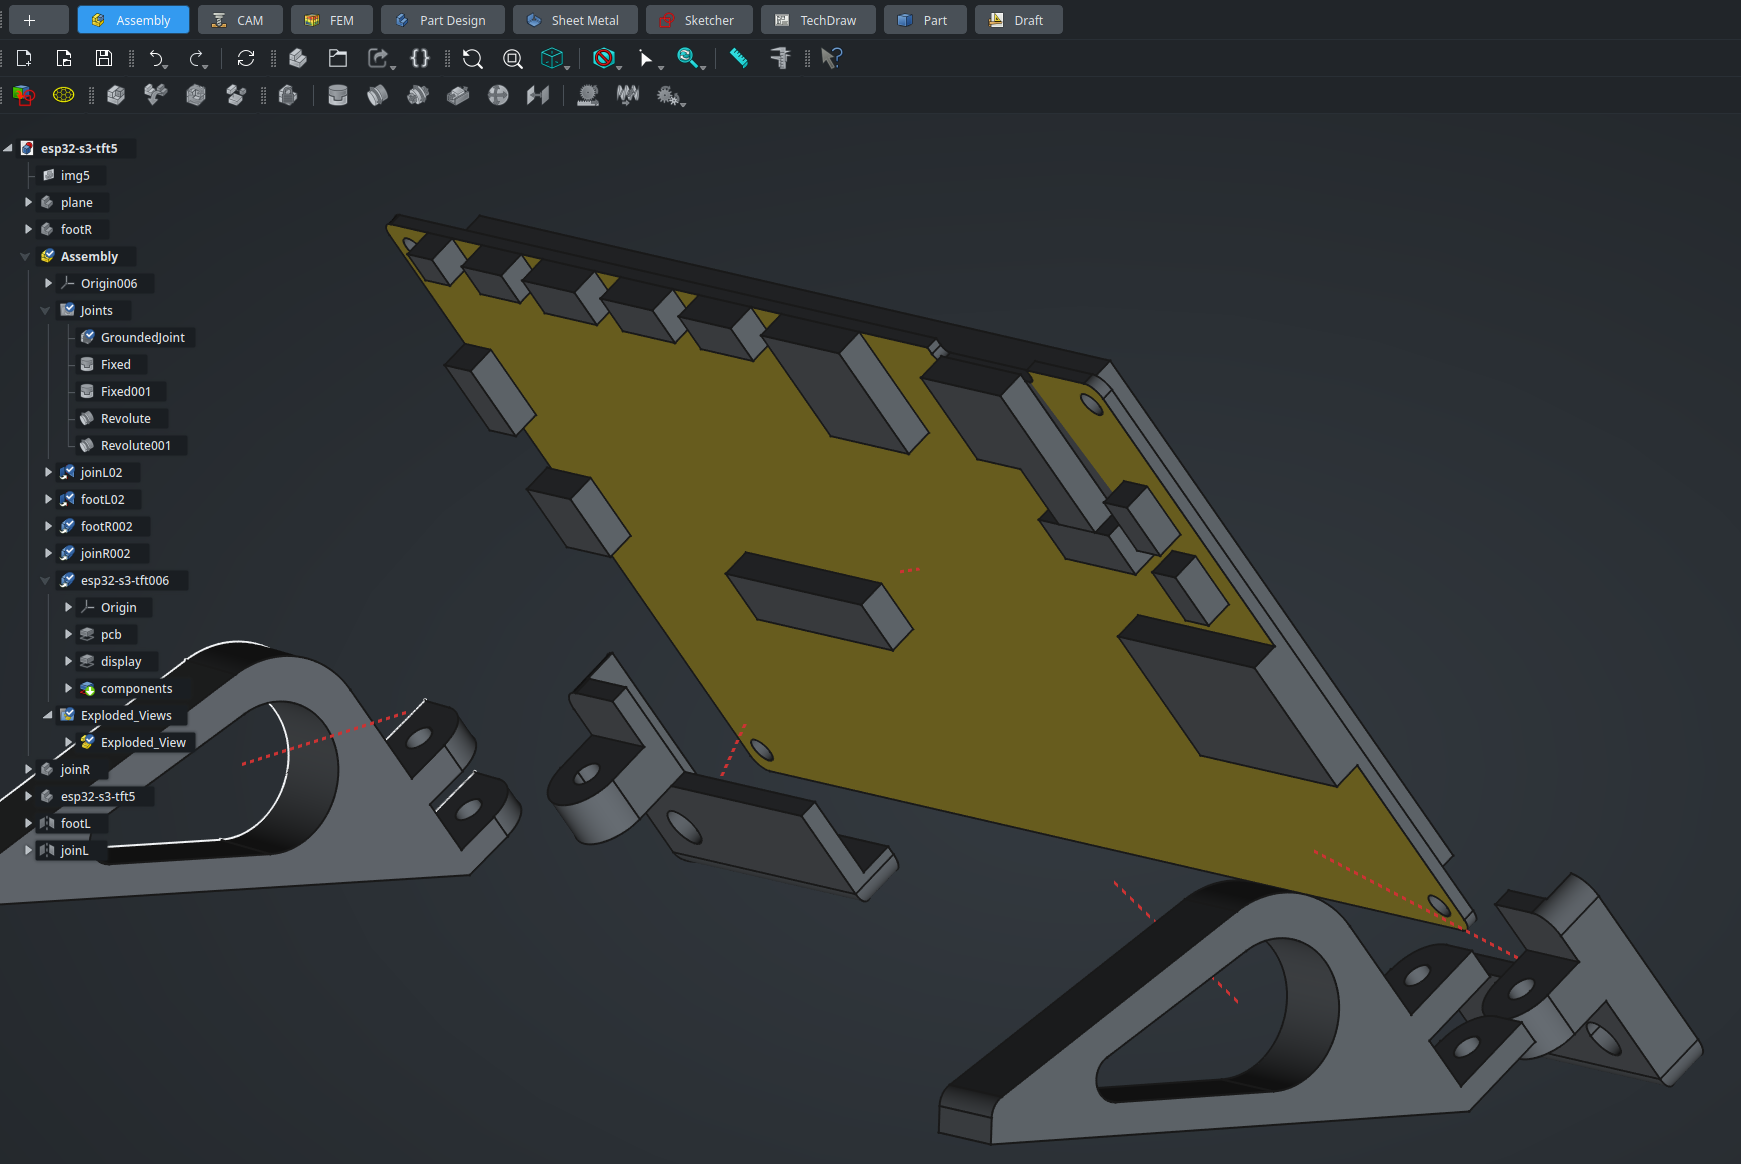 Assembly CAM FEM Part Design Sheet Metal Sketcher TechDraw Part Draft
esp32-s3-tft5
img5
plane
footR
Assembly
Origin006
Joints
GroundedJoint
Fixed
Fixed001
Revolute
Revolute001
joinL02
footL02
footR002
joinR002
esp32-s3-tft006
Origin
pcb
display
components
Exploded_Views
Exploded_View
joinR
esp32-s3-tft5
footL
joinL